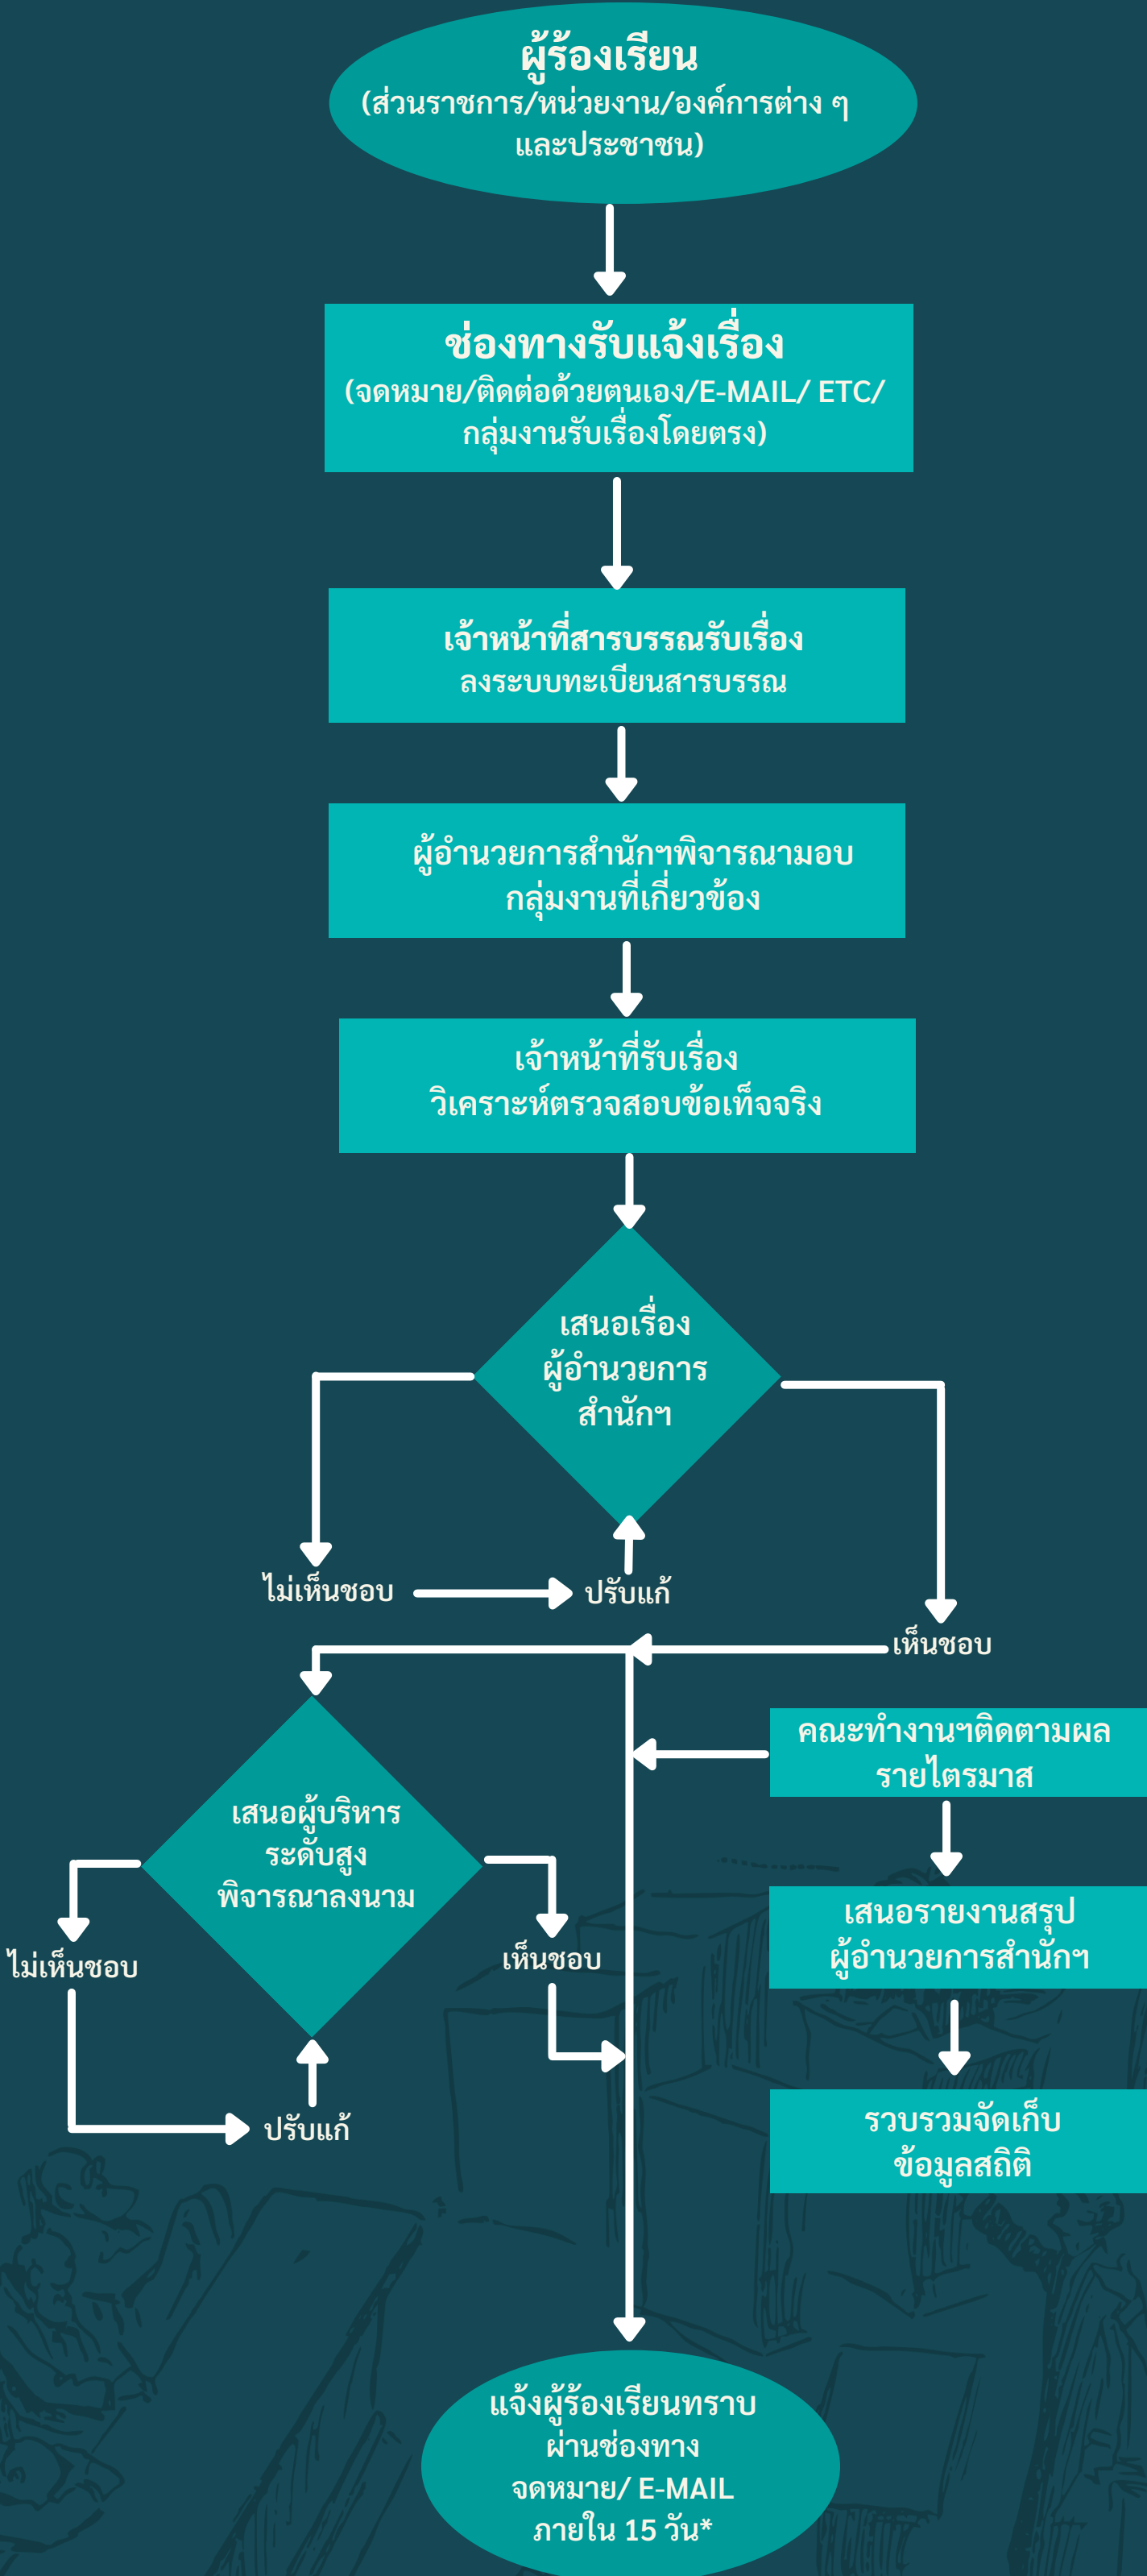 ผู้ร้องเรียน
(ส่วนราชการ/หน่วยงาน/องค์การต่าง ๆ
และประชาชน)
ช่องทางรับแจ้งเรื่อง
(จดหมาย/ติดต่อด้วยตนเอง/E-MAIL/ ETC/
กลุ่มงานรับเรื่องโดยตรง)
เจ้าหน้าที่สารบรรณรับเรื่อง
ลงระบบทะเบียนสารบรรณ
ผู้อำนวยการสำนักฯพิจารณามอบ
กลุ่มงานที่เกี่ยวข้อง
เจ้าหน้าที่รับเรื่อง
วิเคราะห์ตรวจสอบข้อเท็จจริง
เสนอเรื่อง
ผู้อำนวยการ
สำนักฯ
ไม่เห็นชอบ
ปรับแก้
เห็นชอบ
คณะทำงานฯติดตามผล
รายไตรมาส
เสนอผู้บริหาร
ระดับสูง
พิจารณาลงนาม
เสนอรายงานสรุป
ผู้อำนวยการสำนักฯ
ไม่เห็นชอบ
เห็นชอบ
ปรับแก้
รวบรวมจัดเก็บ
ข้อมูลสถิติ
แจ้งผู้ร้องเรียนทราบ
ผ่านช่องทาง
จดหมาย/ E-MAIL
ภายใน 15 วัน*